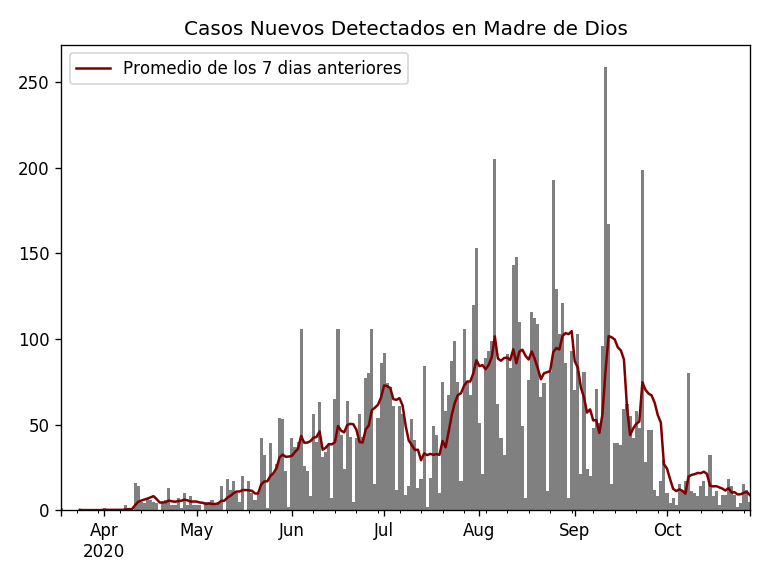 Casos Nuevos Detectados en Madre de Dios
Promedio de los 7 dias anteriores
250
200
150
100
50
0
Apr May Jun Jul Aug Sep Oct
2020